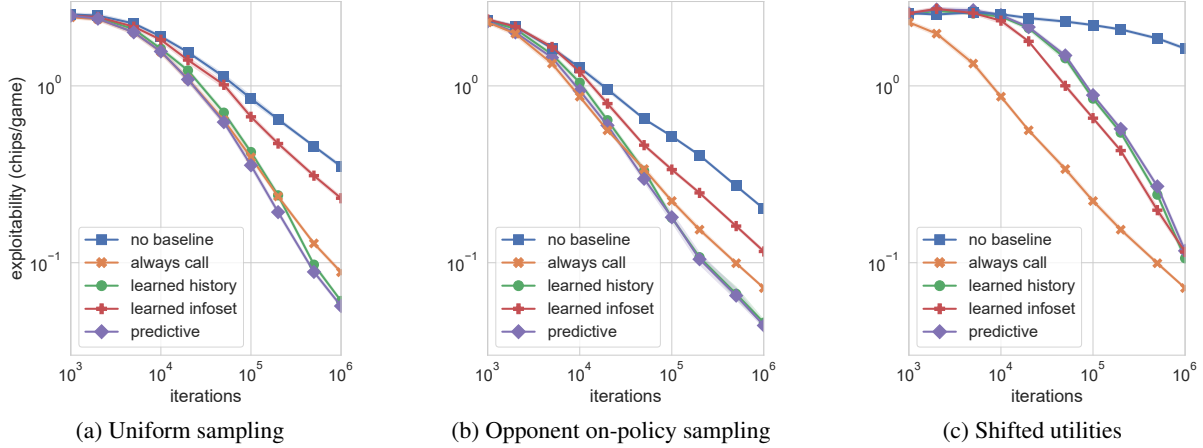 exploitability (chips/game)
10^0
10^-1
no baseline
always call
learned history
learned infoset
predictive
10^3
10^4
10^5
10^6
iterations
(a) Uniform sampling
10^0
10^-1
no baseline
always call
learned history
learned infoset
predictive
10^3
10^4
10^5
10^6
iterations
(b) Opponent on-policy sampling
10^0
10^-1
no baseline
always call
learned history
learned infoset
predictive
10^3
10^4
10^5
10^6
iterations
(c) Shifted utilities